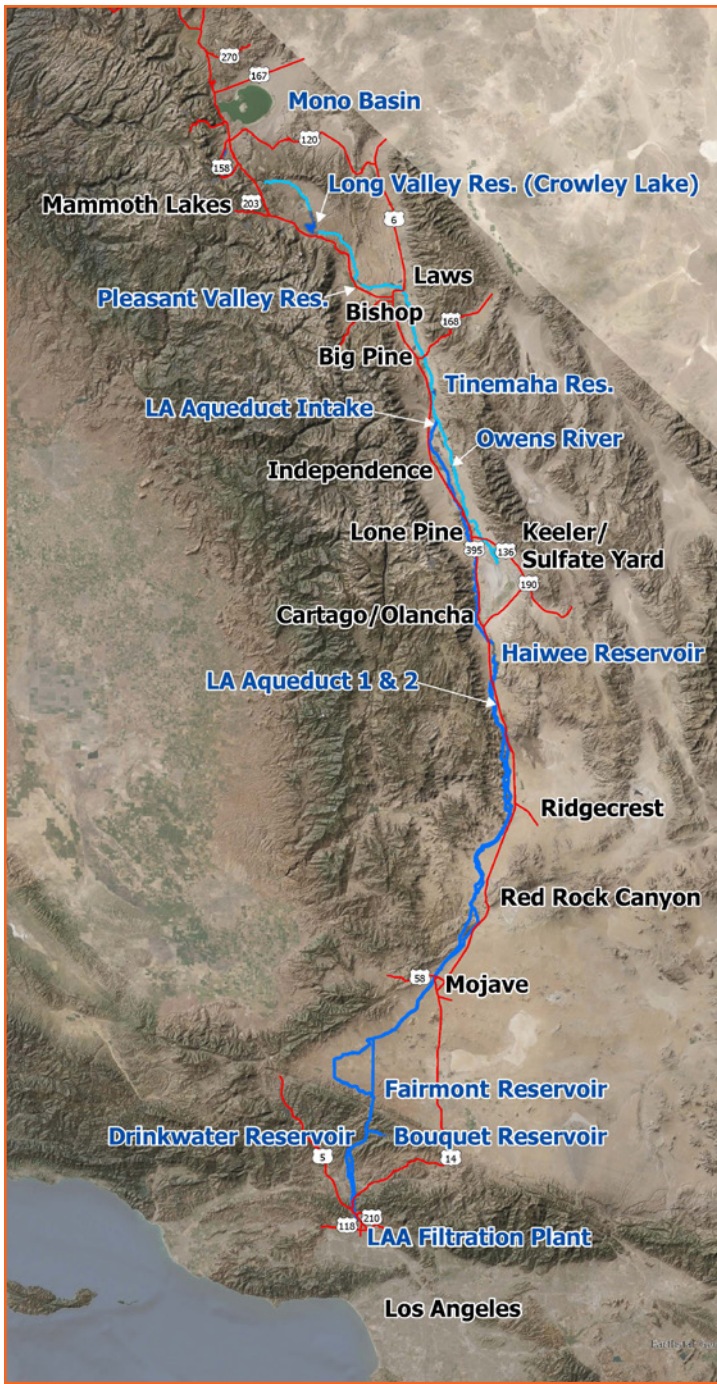 270
167
Mono Basin
120
158
Long Valley Res. (Crowley Lake)
Mammoth Lakes
203
6
Laws
Pleasant Valley Res.
Bishop
168
Big Pine
Tinemaha Res.
LA Aqueduct Intake
Owens River
Independence
Lone Pine
Keeler/
Sulfate Yard
395
136
190
Cartago/Olancha
Haiwee Reservoir
LA Aqueduct 1 & 2
Ridgecrest
Red Rock Canyon
58
Mojave
Fairmont Reservoir
Drinkwater Reservoir
Bouquet Reservoir
5
14
210
118
LAA Filtration Plant
Los Angeles